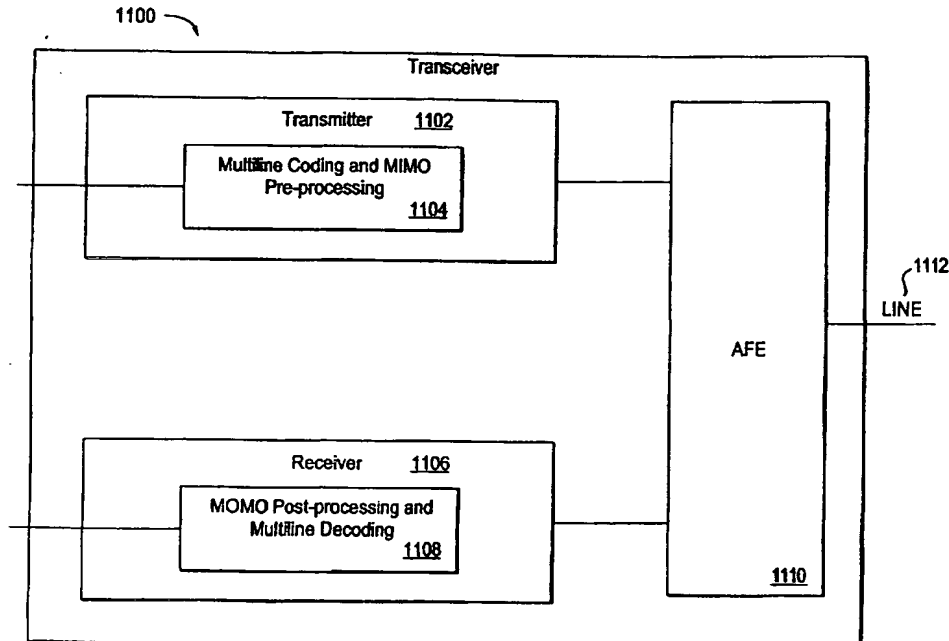 1100
Transceiver
Transmitter 1102
Multiline Coding and MIMO
Pre-processing
1104
1112
LINE
AFE
Receiver 1106
MOMO Post-processing and
Multiline Decoding
1108
1110